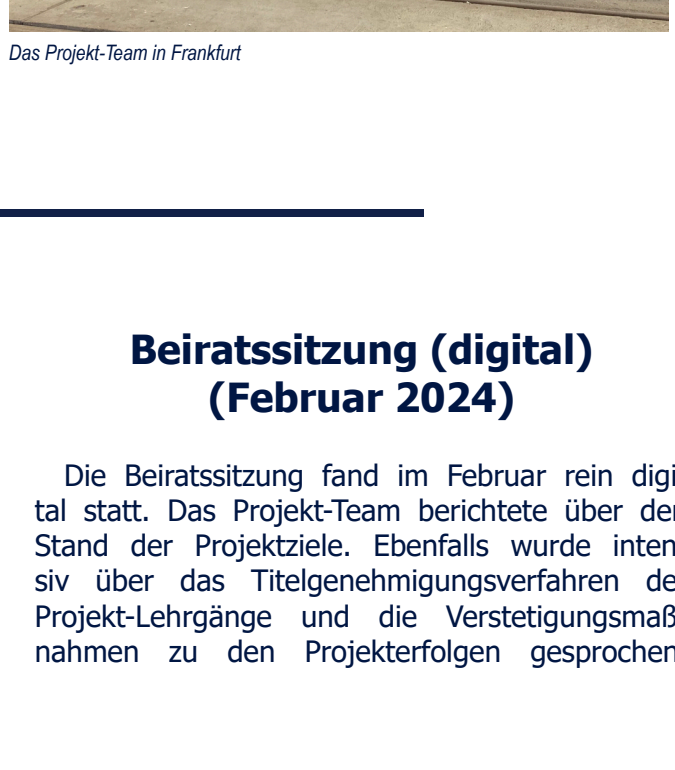 Das Projekt-Team in Frankfurt
Beiratssitzung (digital)
(Februar 2024)
Die Beiratssitzung fand im Februar rein digi
tal statt. Das Projekt-Team berichtete über
Stand der Projektziele. Ebenfalls wurde inten
siv über das Titelgenehmigungsverfahren
Projekt-Lehrgänge und die Verstetigungsmaß
nahmen zu den Projekterfolgen gesprochen